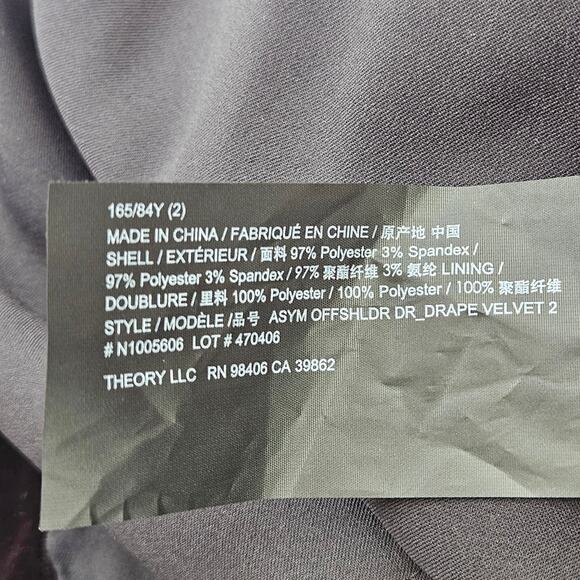 165/84Y (2)
MADE IN CHINA / FABRIQUÉ EN CHINE / 原产地 中国
SHELL / EXTÉRIEUR / 面料 97% Polyester 3% Spandex /
97% Polyester 3% Spandex / 97% 聚酯纤维 3% 氨纶 LINING /
DOUBLURE / 里料 100% Polyester / 100% Polyester / 100% 聚酯纤维
STYLE / MODÈLE /品号 ASYM OFFSHLDR DR_DRAPE VELVET 2
# N1005606 LOT # 470406
THEORY LLC RN 98406 CA 39862